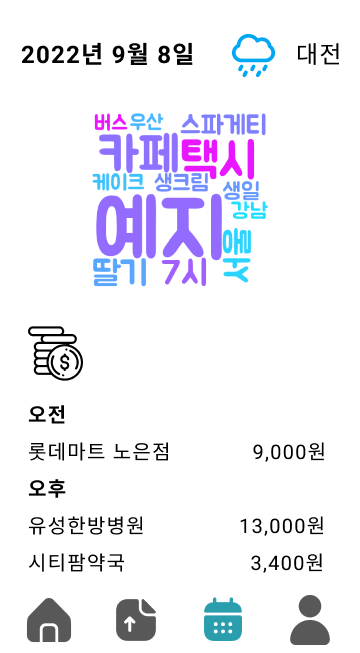 2022년 9월 8일 대전
버스 우산 스파게티
카페 택시
케이크 생크림 생일
강남
예지
옷
딸기 7시
오전
롯데마트 노은점 9,000원
오후
유성한방병원 13,000원
시티팜약국 3,400원